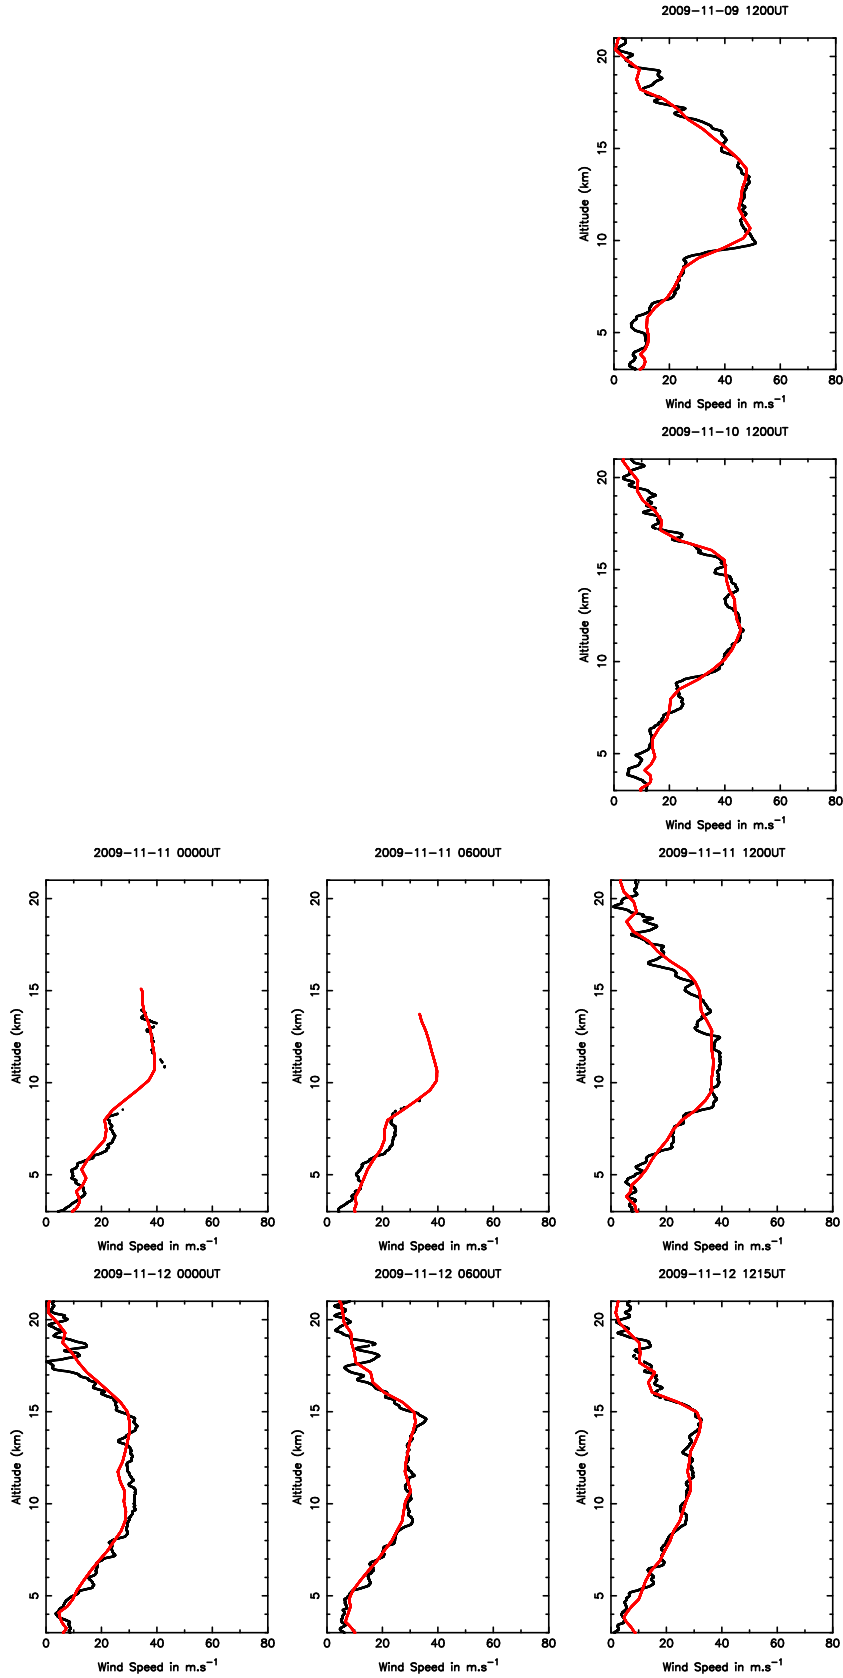 2009-11-09 1200UT
20
15
10
5
Altitude (km)
0 20 40 60 80
Wind Speed in m.s⁻¹
2009-11-10 1200UT
20
15
10
5
Altitude (km)
0 20 40 60 80
Wind Speed in m.s⁻¹
2009-11-11 0000UT
20
15
10
5
Altitude (km)
0 20 40 60 80
Wind Speed in m.s⁻¹
2009-11-11 0600UT
20
15
10
5
Altitude (km)
0 20 40 60 80
Wind Speed in m.s⁻¹
2009-11-11 1200UT
20
15
10
5
Altitude (km)
0 20 40 60 80
Wind Speed in m.s⁻¹
2009-11-12 0000UT
20
15
10
5
Altitude (km)
0 20 40 60 80
Wind Speed in m.s⁻¹
2009-11-12 0600UT
20
15
10
5
Altitude (km)
0 20 40 60 80
Wind Speed in m.s⁻¹
2009-11-12 1215UT
20
15
10
5
Altitude (km)
0 20 40 60 80
Wind Speed in m.s⁻¹